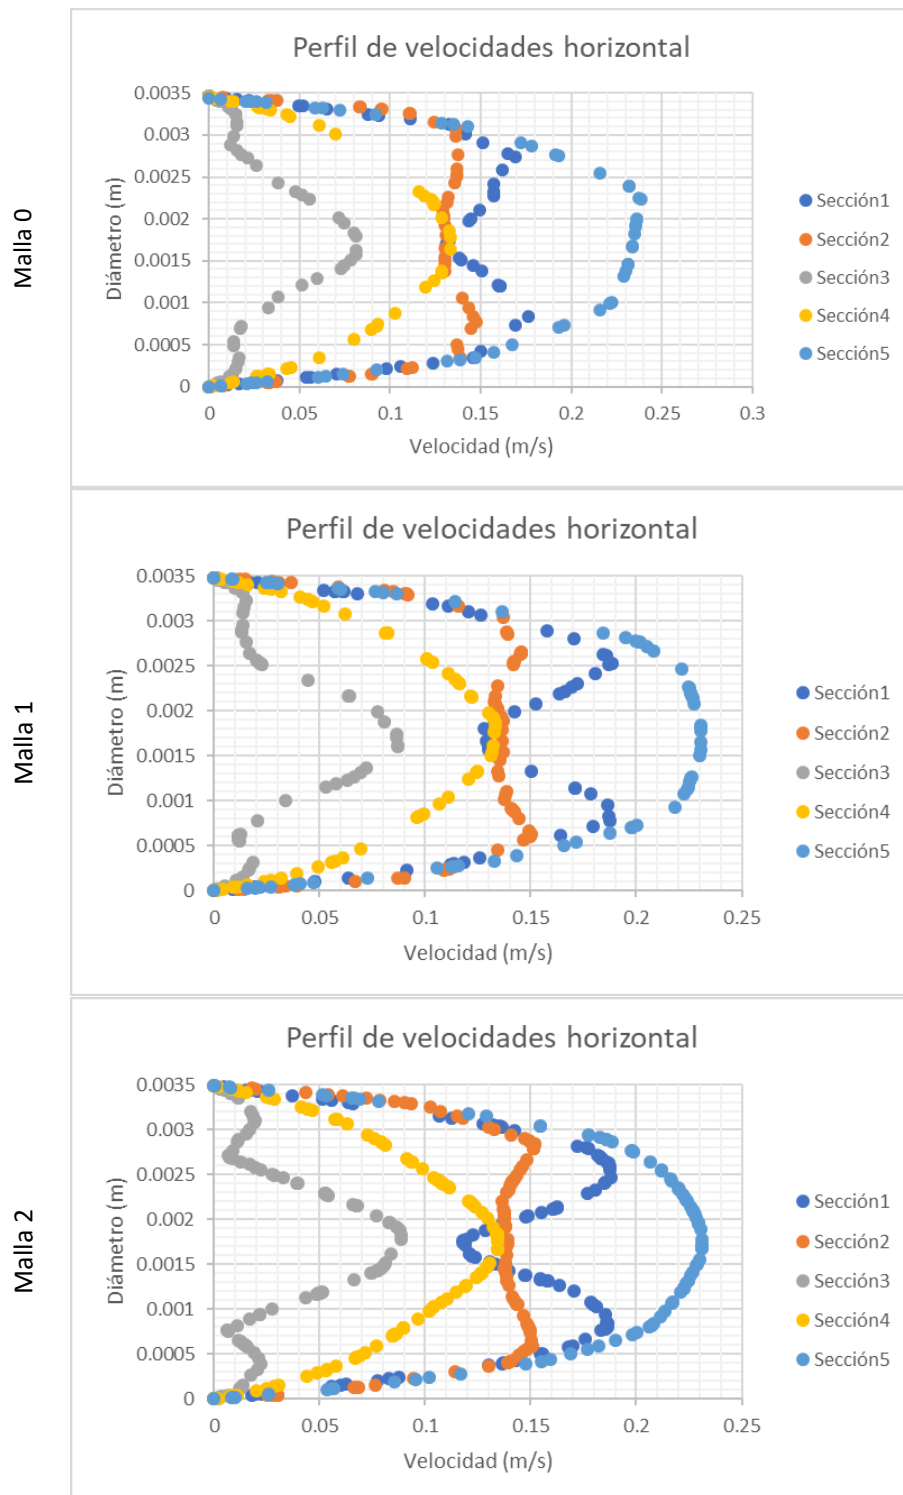 Malla 0
Perfil de velocidades horizontal
Diámetro (m)
0.0035
0.003
0.0025
0.002
0.0015
0.001
0.0005
0
0 0.05 0.1 0.15 0.2 0.25 0.3
Velocidad (m/s)
Sección1
Sección2
Sección3
Sección4
Sección5
Malla 1
Perfil de velocidades horizontal
Diámetro (m)
0.0035
0.003
0.0025
0.002
0.0015
0.001
0.0005
0
0 0.05 0.1 0.15 0.2 0.25
Velocidad (m/s)
Sección1
Sección2
Sección3
Sección4
Sección5
Malla 2
Perfil de velocidades horizontal
Diámetro (m)
0.0035
0.003
0.0025
0.002
0.0015
0.001
0.0005
0
0 0.05 0.1 0.15 0.2 0.25
Velocidad (m/s)
Sección1
Sección2
Sección3
Sección4
Sección5